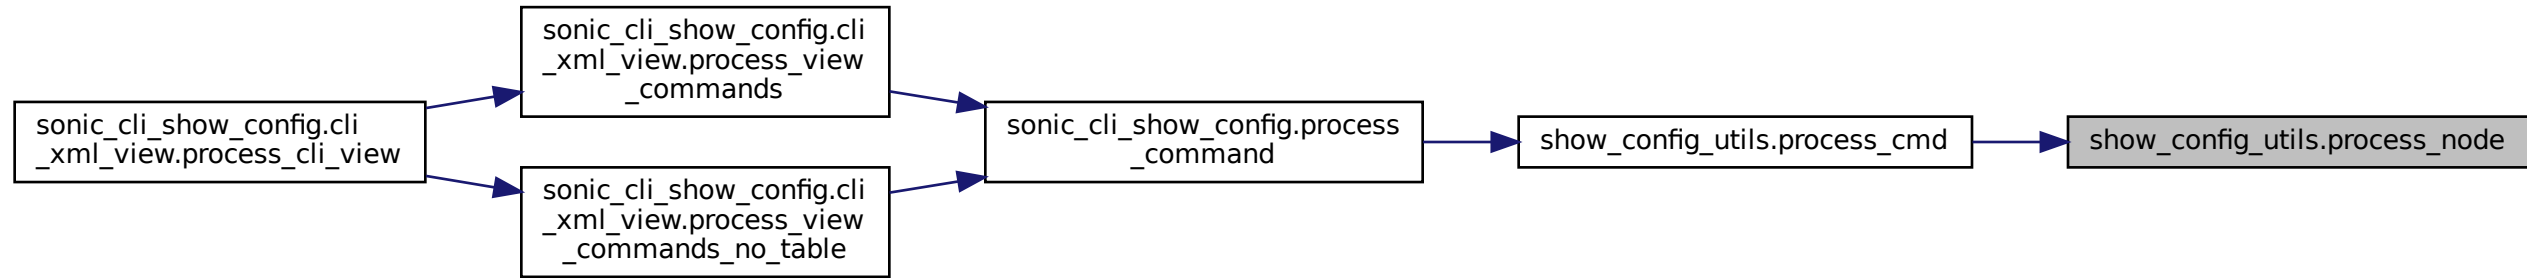 sonic_cli_show_config.cli
_xml_view.process_cli_view
sonic_cli_show_config.cli
_xml_view.process_view
_commands
sonic_cli_show_config.cli
_xml_view.process_view
_commands_no_table
sonic_cli_show_config.process
_command
show_config_utils.process_cmd
show_config_utils.process_node